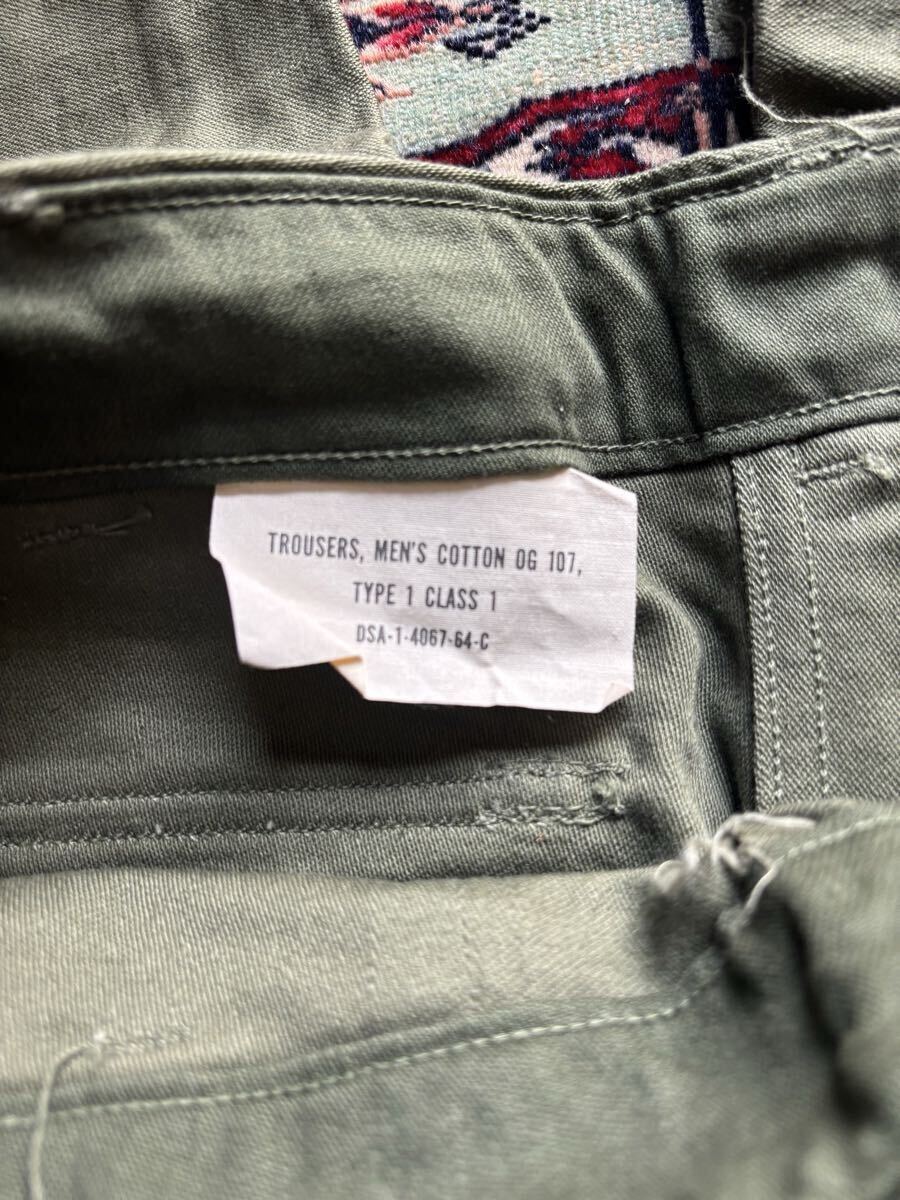 TROUSERS, MEN'S COTTON OG 107,
TYPE 1 CLASS 1
DSA-1-4067-64-C